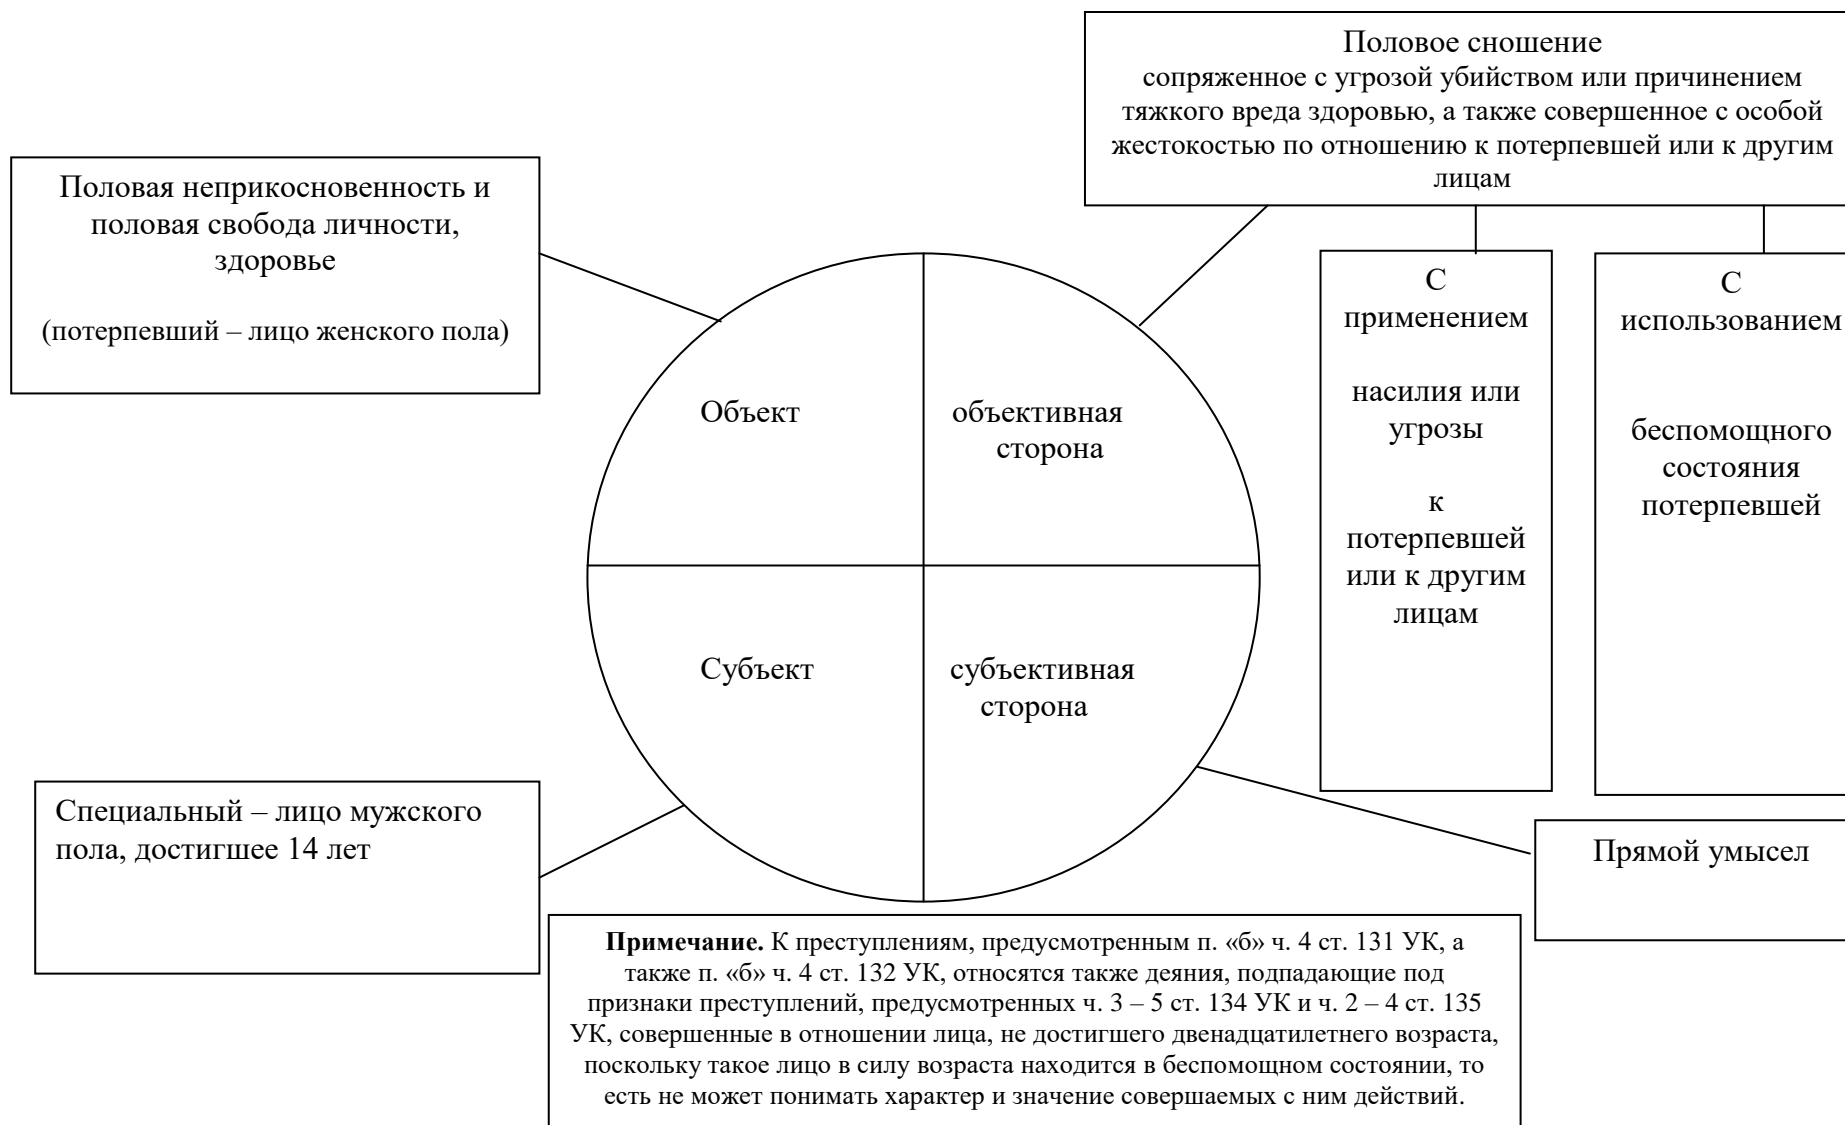 Половое сношение
сопряженное с угрозой убийством или причинением
тяжкого вреда здоровью, а также совершенное с особой
жестокостью по отношению к потерпевшей или к другим
лицам
Половая неприкосновенность и
половая свобода личности,
здоровье
(потерпевший – лицо женского пола)
С
применением
насилия или
угрозы
к
потерпевшей
или к другим
лицам
С
использованием
беспомощного
состояния
потерпевшей
Объект
объективная
сторона
Субъект
субъективная
сторона
Специальный – лицо мужского
пола, достигшее 14 лет
Прямой умысел
Примечание. К преступлениям, предусмотренным п. «б» ч. 4 ст. 131 УК, а
также п. «б» ч. 4 ст. 132 УК, относятся также деяния, подпадающие под
признаки преступлений, предусмотренных ч. 3 – 5 ст. 134 УК и ч. 2 – 4 ст. 135
УК, совершенные в отношении лица, не достигшего двенадцатилетнего возраста,
поскольку такое лицо в силу возраста находится в беспомощном состоянии, то
есть не может понимать характер и значение совершаемых с ним действий.